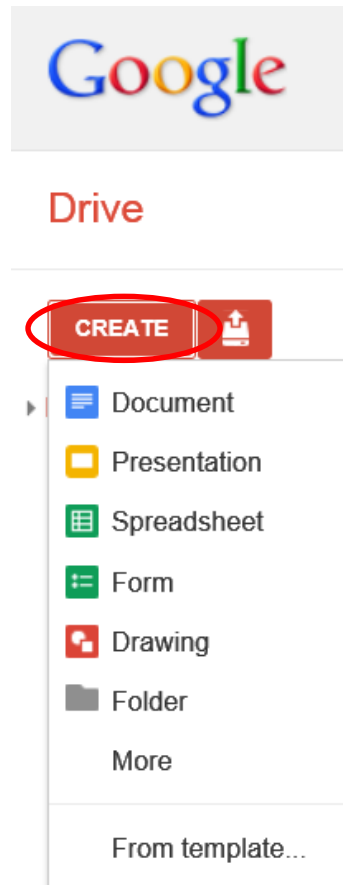 Google
Drive
CREATE
Document
Presentation
Spreadsheet
Form
Drawing
Folder
More
From template...